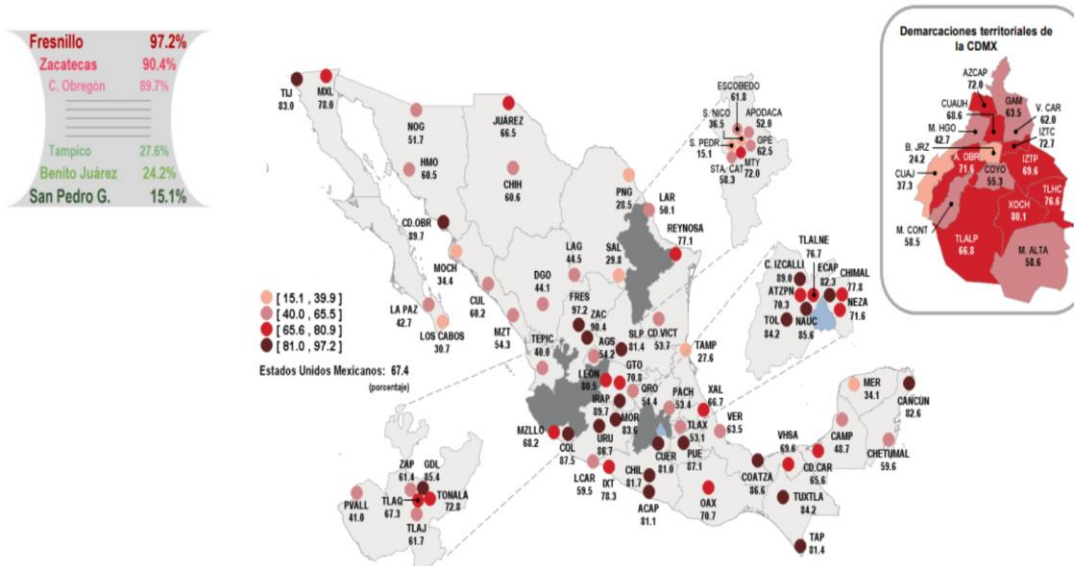 Fresnillo 97.2%
Zacatecas 90.4%
C. Obregón 89.7%
Tampico 27.6%
Benito Juárez 24.2%
San Pedro G. 15.1%
TIJ
83.0
MXL
78.0
NOG
51.7
JUÁREZ
66.5
HMO
60.5
CHIH
60.6
CD.OBR
89.7
MOCH
34.4
LA PAZ
42.7
LOS CABOS
30.7
CUL
60.2
MZT
54.3
DGO
44.1
LAG
44.5
SAL
29.8
PNG
28.5
LAR
50.1
REYNOSA
77.1
ESCOBEDO
61.8
S. NICO
36.5
APODACA
52.0
S. PEDR
15.1
GPE
62.5
STA. CAT
58.3
MTY
72.0
FRES
97.2
ZAC
90.4
AGS
54.2
SLP
81.4
CD.VICT
53.7
TAMP
27.6
TEPIC
40.0
LEÓN
80.5
GTO
70.8
IRAP
89.7
QRO
54.4
PACH
53.4
XAL
66.7
VER
63.5
MOR
83.6
TLAX
53.1
MZLLO
68.2
COL
87.5
URU
86.7
CUER
81.0
PUE
87.1
LCAR
59.5
IXT
78.3
CHIL
81.7
ACAP
81.1
OAX
70.7
COATZA
86.6
VHSA
69.6
CD.CAR
65.6
TUXTLA
84.2
TAP
81.4
CAMP
48.7
MER
34.1
CANCÚN
82.6
CHETUMAL
59.6
[ 15.1 , 39.9 ]
[ 40.0 , 65.5 ]
[ 65.6 , 80.9 ]
[ 81.0 , 97.2 ]
Estados Unidos Mexicanos: 67.4
(porcentaje)
ZAP
61.4
GDL
85.4
PVALL
41.0
TLAQ
67.3
TONALÁ
72.8
TLAJ
61.7
TLALNE
76.7
C. IZCALLI
89.0
ECAP
82.3
CHIMAL
77.8
ATZPN
70.3
NEZA
71.6
TOL
84.2
NAUC
85.6
Demarcaciones territoriales de
la CDMX
AZCAP
72.0
CUAUH
68.6
GAM
63.5
V. CAR
62.0
M. HGO
42.7
IZTC
72.7
B. JRZ
24.2
A. OBR
71.6
COYO
55.3
IZTP
69.6
CUAJ
37.3
TLHC
76.6
XOCH
80.1
M. CONT
58.5
TLALP
66.8
M. ALTA
58.6